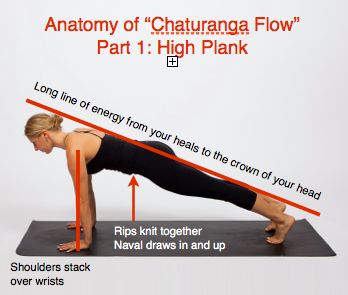 Anatomy of “Chaturanga Flow”
Part 1: High Plank
Long line of energy from your heals to the crown of your head
Rips knit together
Naval draws in and up
Shoulders stack
over wrists